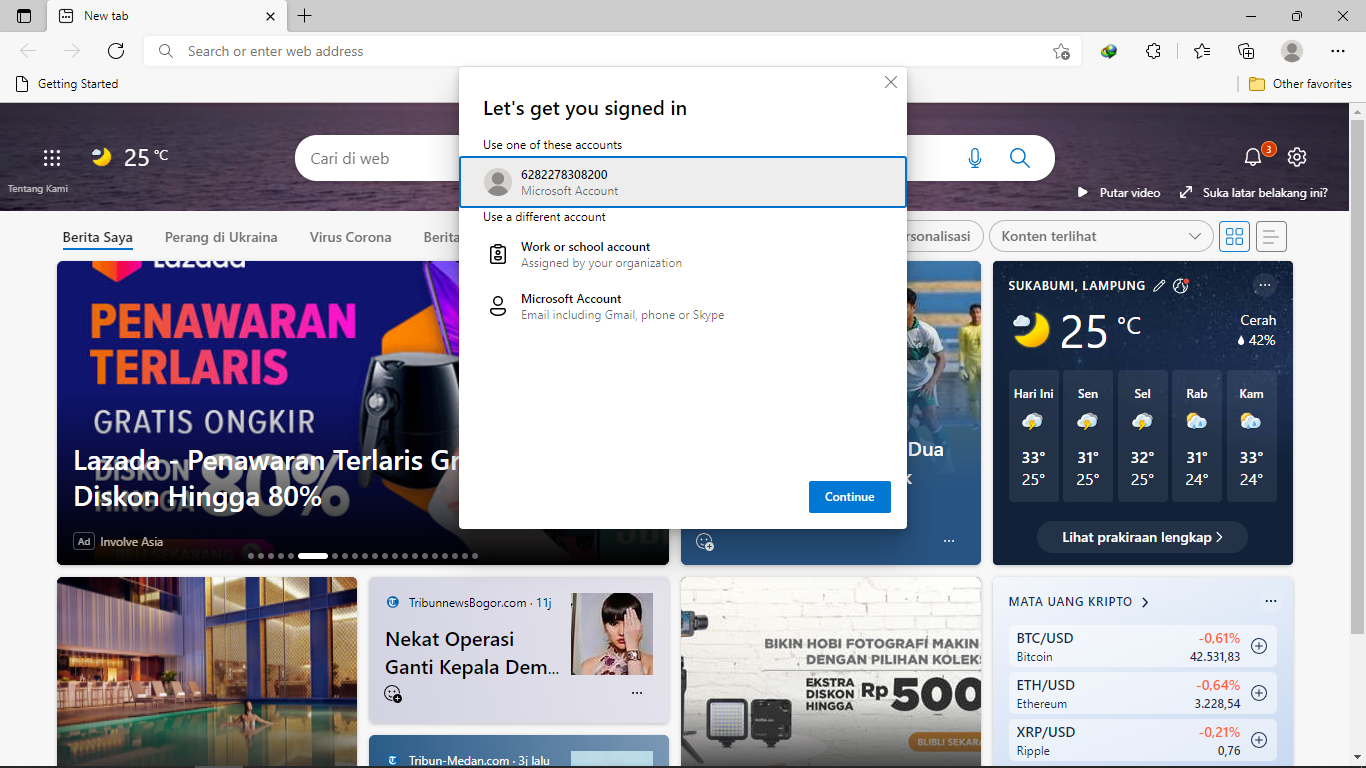 New tab
Search or enter web address
Getting Started
Other favorites
Tentang Kami
25 °C
Cari di web
3
Putar video
Suka latar belakang ini?
Let's get you signed in
Use one of these accounts
6282278308200
Microsoft Account
Use a different account
Work or school account
Assigned by your organization
Microsoft Account
Email including Gmail, phone or Skype
Continue
Berita Saya
Perang di Ukraina
Virus Corona
Berita
rsonalisasi
Konten terlihat
Lazada
PENAWARAN
TERLARIS
GRATIS ONGKIR
DISKON
HINGGA
80%
Lazada - Penawaran Terlaris Gr
Diskon Hingga 80%
Ad Involve Asia
Dua
k
SUKABUMI, LAMPUNG
25 °C
Cerah
42%
Hari Ini Sen Sel Rab Kam
33° 31° 32° 31° 33°
25° 25° 25° 24° 24°
Lihat prakiraan lengkap
TribunnewsBogor.com · 11j
Nekat Operasi
Ganti Kepala Dem...
Tribun-Medan.com · 3j lalu
BIKIN HOBI FOTOGRAFI MAKIN
DENGAN PILIHAN KOLEKS
EKSTRA
DISKON
HINGGA
Rp 500
BLIBLI SEKARA
MATA UANG KRIPTO
BTC/USD -0,61%
Bitcoin 42.531,83
ETH/USD -0,64%
Ethereum 3.228,54
XRP/USD -0,21%
Ripple 0,76